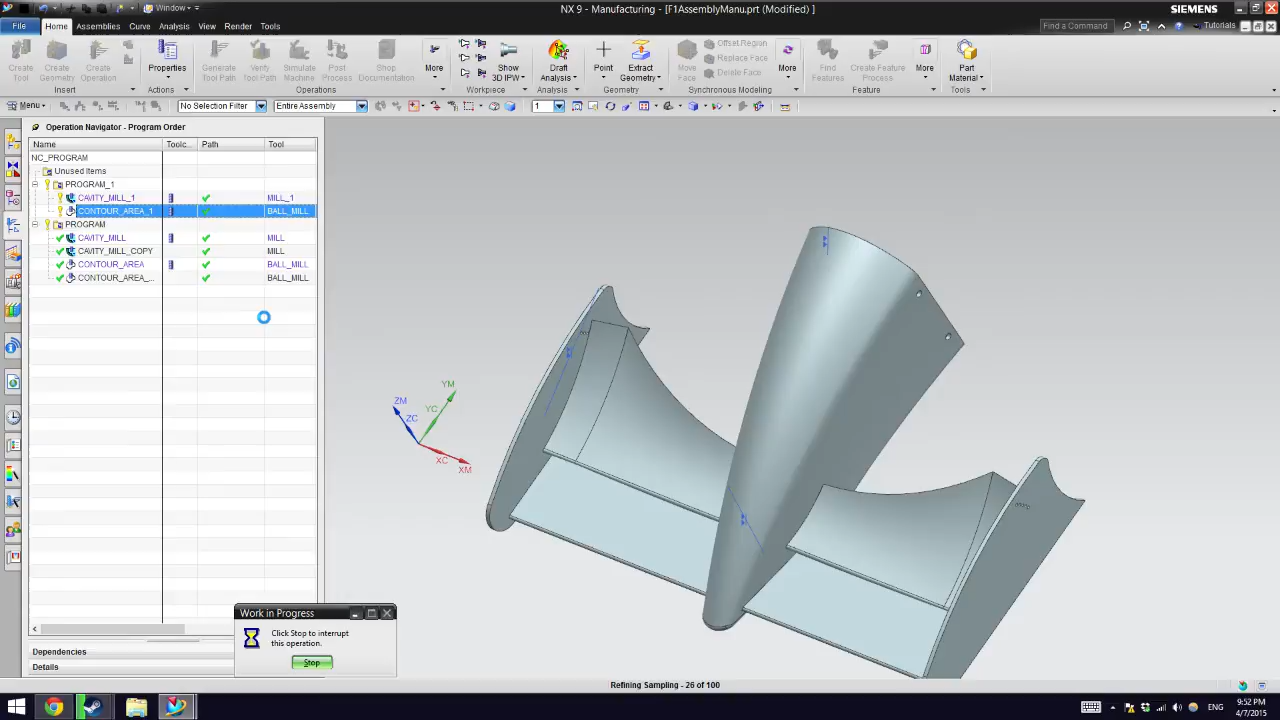 Window
NX 9 - Manufacturing - [F1AssemblyManu.prt (Modified) ]
SIEMENS
File Home Assemblies Curve Analysis View Render Tools
Find a Command
Tutorials
Create Tool
Create Geometry
Create Operation
Properties
Generate Tool Path
Verify Tool Path
Simulate Machine
Post Process
Shop Documentation
More
Show 3D IPW
Draft Analysis
Point
Extract Geometry
Move Face
Offset Region
Replace Face
Delete Face
More
Find Features
Create Feature Process
More
Part Material
Insert Actions Operations Workpiece Analysis Geometry Synchronous Modeling Feature Tools
Menu
No Selection Filter
Entire Assembly
1
Operation Navigator - Program Order
Name Toolc... Path Tool
NC_PROGRAM
Unused Items
PROGRAM_1
CAVITY_MILL_1 MILL_1
CONTOUR_AREA_1 BALL_MILL
PROGRAM
CAVITY_MILL MILL
CAVITY_MILL_COPY MILL
CONTOUR_AREA BALL_MILL
CONTOUR_AREA_... BALL_MILL
YM
ZM
YC
ZC
XC
XM
Work in Progress
Click Stop to interrupt
this operation.
Stop
Dependencies
Details
Refining Sampling - 26 of 100
ENG
9:52 PM
4/7/2015